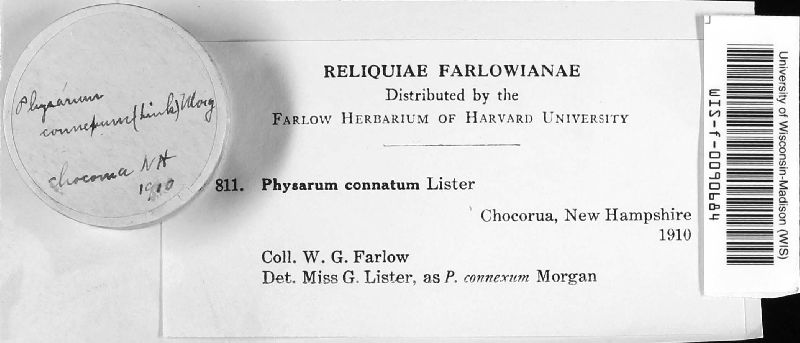 Physarum
connexum (Link) Morg
Chocorua NH
1910
RELIQUIAE FARLOWIANAE
Distributed by the
FARLOW HERBARIUM OF HARVARD UNIVERSITY
811. Physarum connatum Lister
Chocorua, New Hampshire
1910
Coll. W. G. Farlow
Det. Miss G. Lister, as P. connexum Morgan
University of Wisconsin-Madison (WIS)
WIS-f-0090684